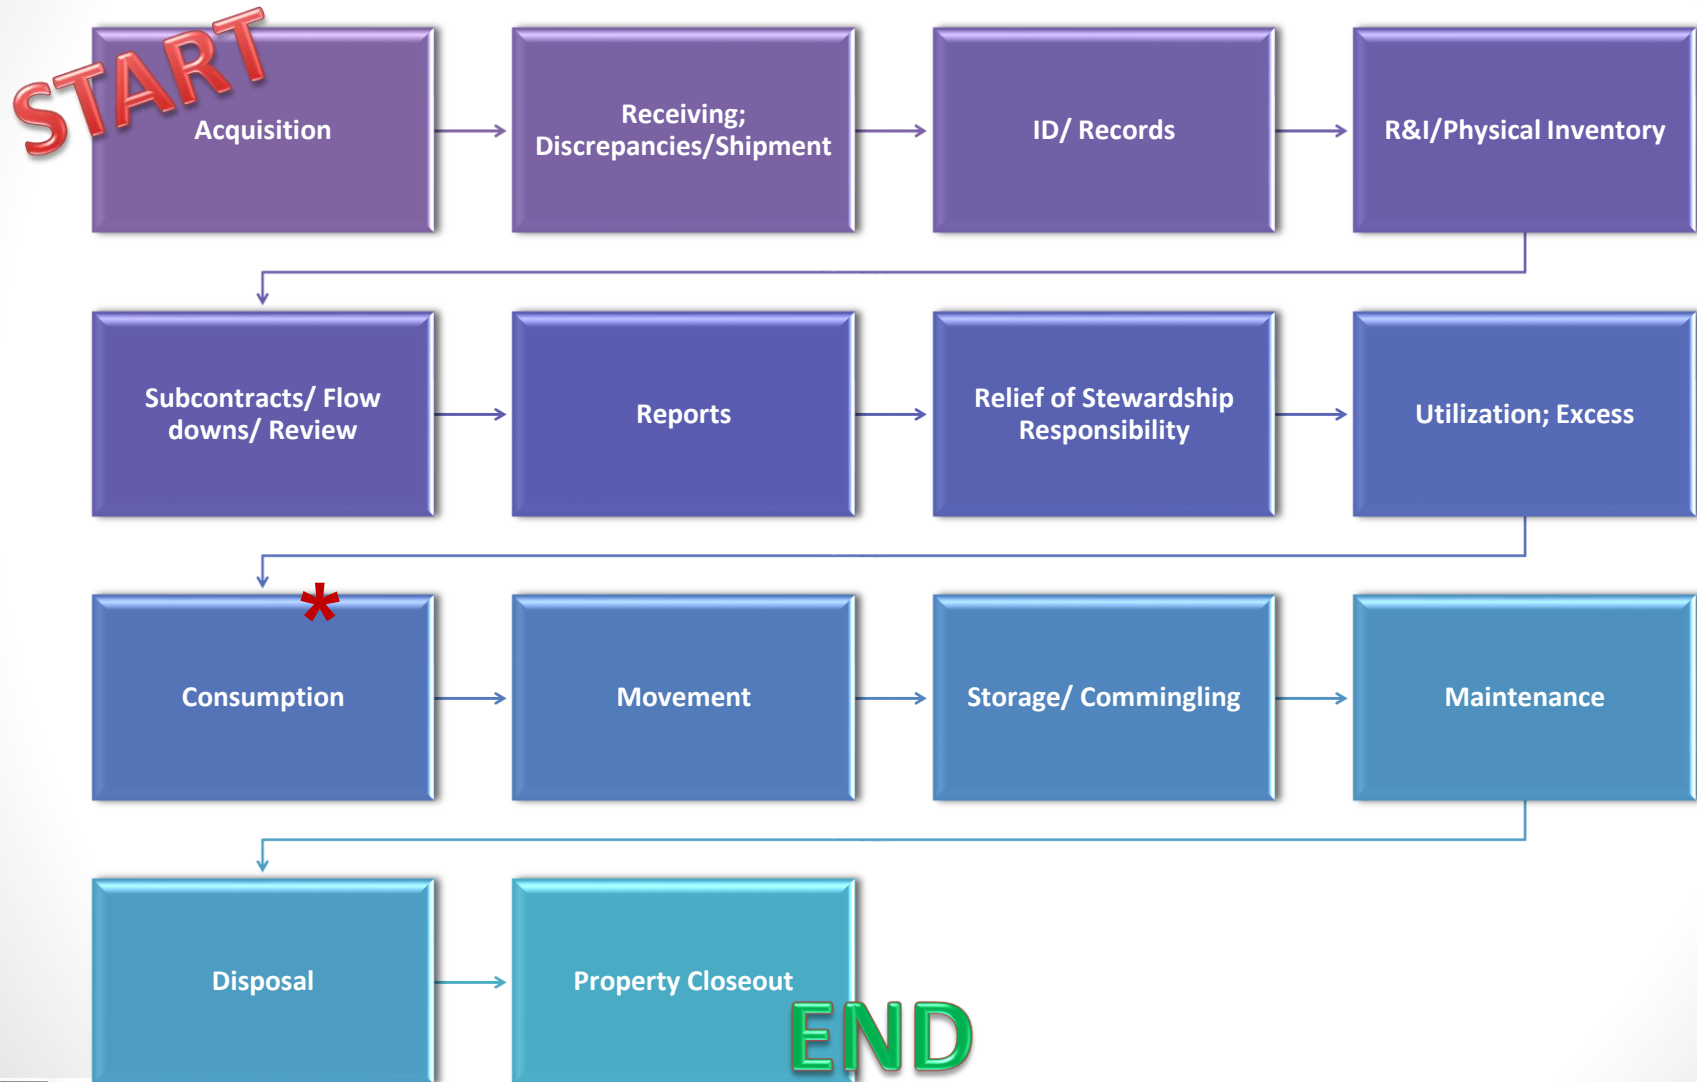 START
Acquisition
Receiving;
Discrepancies/Shipment
ID/ Records
R&I/Physical Inventory
Subcontracts/ Flow
downs/ Review
Reports
Relief of Stewardship
Responsibility
Utilization; Excess
*
Consumption
Movement
Storage/ Commingling
Maintenance
Disposal
Property Closeout
END